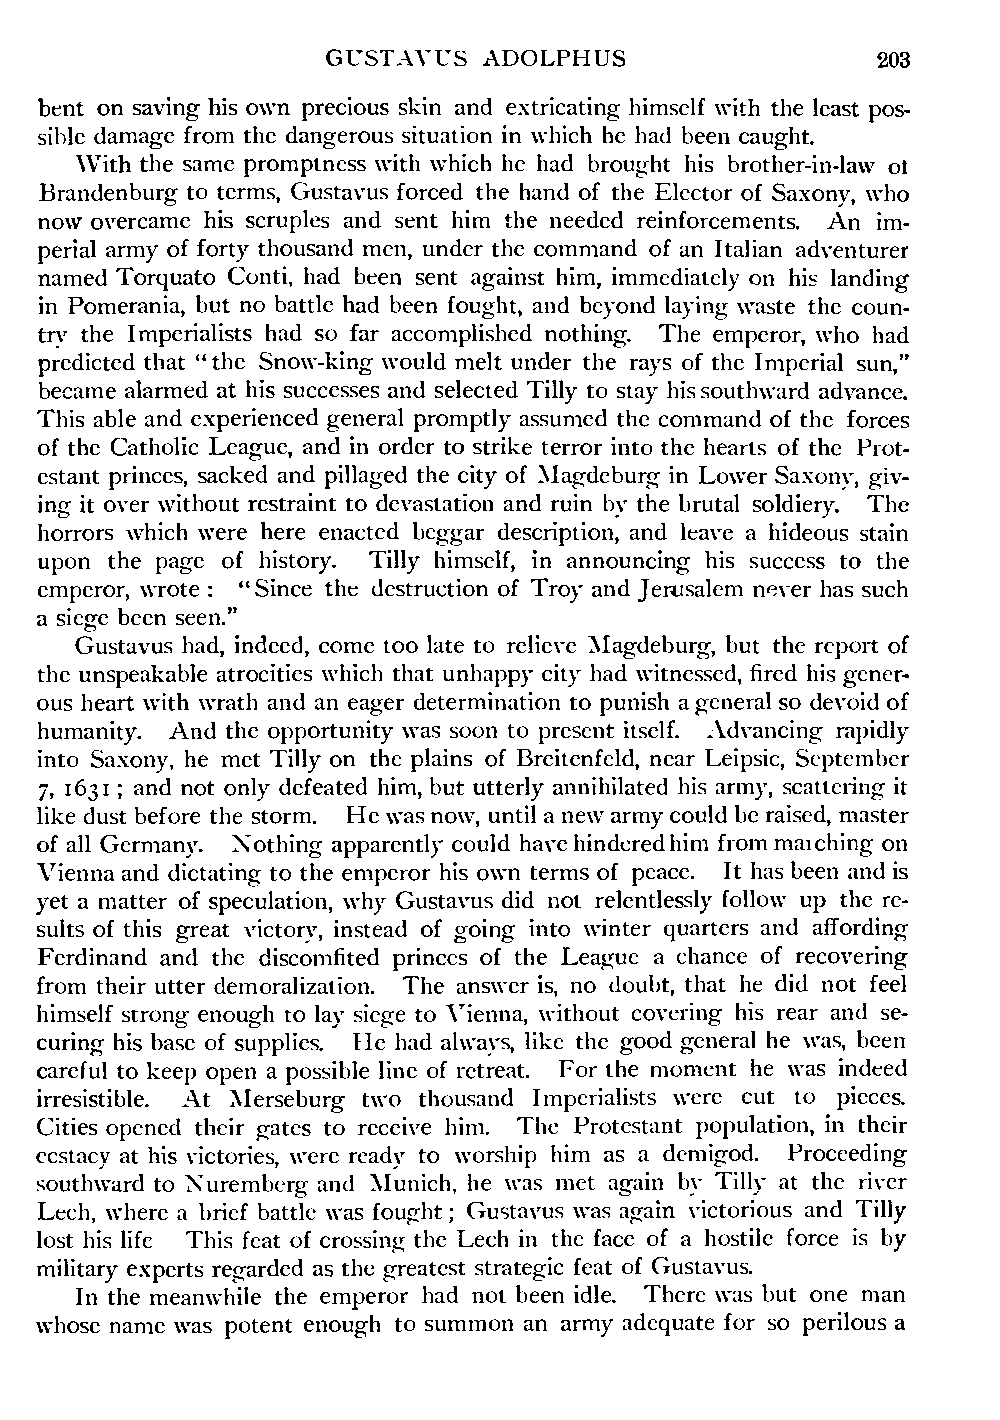 GUSTAVUS ADOLPHUS 203
bent on saving his own precious skin and extricating himself with the least pos-
sible damage from the dangerous situation in which he had been caught.
With the same promptness with which he had brought his brother-in-law of
Brandenburg to terms, Gustavus forced the hand of the Elector of Saxony, who
now overcame his scruples and sent him the needed reinforcements. An im-
perial army of forty thousand men, under the command of an Italian adventurer
named Torquato Conti, had been sent against him, immediately on his landing
in Pomerania, but no battle had been fought, and beyond laying waste the coun-
try the Imperialists had so far accomplished nothing. The emperor, who had
predicted that “the Snow-king would melt under the rays of the Imperial sun,”
became alarmed at his successes and selected Tilly to stay his southward advance.
This able and experienced general promptly assumed the command of the forces
of the Catholic League, and in order to strike terror into the hearts of the Prot-
estant princes, sacked and pillaged the city of Magdeburg in Lower Saxony, giv-
ing it over without restraint to devastation and ruin by the brutal soldiery. The
horrors which were here enacted beggar description, and leave a hideous stain
upon the page of history. Tilly himself, in announcing his success to the
emperor, wrote : “Since the destruction of Troy and Jerusalem never has such
a siege been seen.”
Gustavus had, indeed, come too late to relieve Magdeburg, but the report of
the unspeakable atrocities which that unhappy city had witnessed, fired his gener-
ous heart with wrath and an eager determination to punish a general so devoid of
humanity. And the opportunity was soon to present itself. Advancing rapidly
into Saxony, he met Tilly on the plains of Breitenfeld, near Leipsic, September
7, 1631 ; and not only defeated him, but utterly annihilated his army, scattering it
like dust before the storm. He was now, until a new army could be raised, master
of all Germany. Nothing apparently could have hindered him from marching on
Vienna and dictating to the emperor his own terms of peace. It has been and is
yet a matter of speculation, why Gustavus did not relentlessly follow up the re-
sults of this great victory, instead of going into winter quarters and affording
Ferdinand and the discomfited princes of the League a chance of recovering
from their utter demoralization. The answer is, no doubt, that he did not feel
himself strong enough to lay siege to Vienna, without covering his rear and se-
curing his base of supplies. He had always, like the good general he was, been
careful to keep open a possible line of retreat. For the moment he was indeed
irresistible. At Merseburg two thousand Imperialists were cut to pieces.
Cities opened their gates to receive him. The Protestant population, in their
ecstacy at his victories, were ready to worship him as a demigod. Proceeding
southward to Nuremberg and Munich, he was met again by Tilly at the river
Lech, where a brief battle was fought ; Gustavus was again victorious and Tilly
lost his life This feat of crossing the Lech in the face of a hostile force is by
military experts regarded as the greatest strategic feat of Gustavus.
In the meanwhile the emperor had not been idle. There was but one man
whose name was potent enough to summon an army adequate for so perilous a